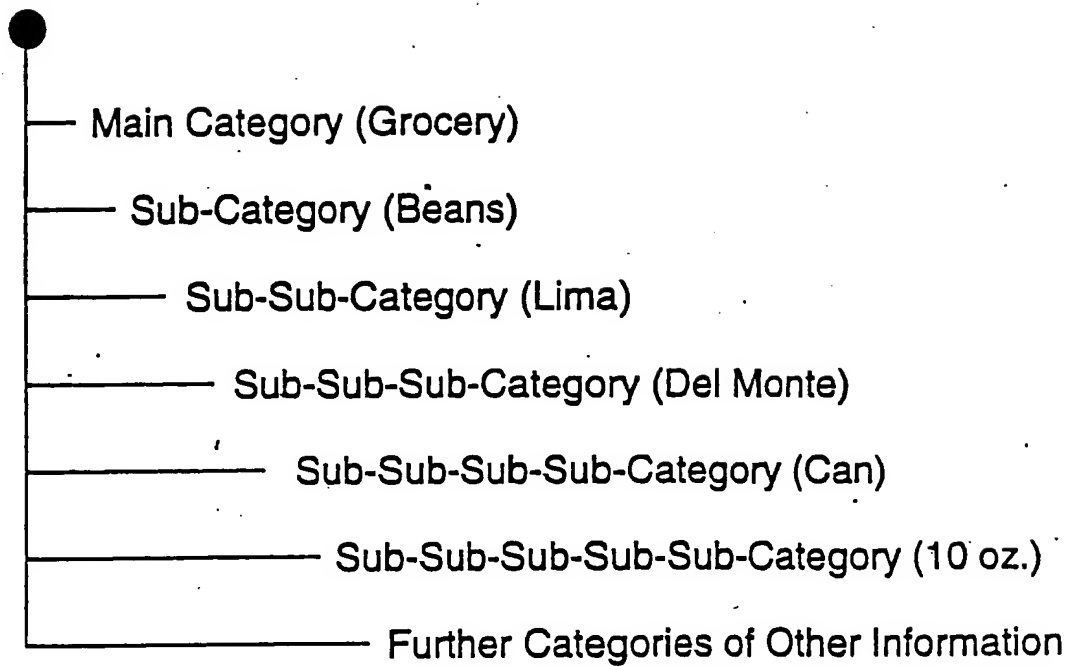 Main Category (Grocery)
Sub-Category (Beans)
Sub-Sub-Category (Lima)
Sub-Sub-Sub-Category (Del Monte)
Sub-Sub-Sub-Sub-Category (Can)
Sub-Sub-Sub-Sub-Sub-Category (10 oz.)
Further Categories of Other Information